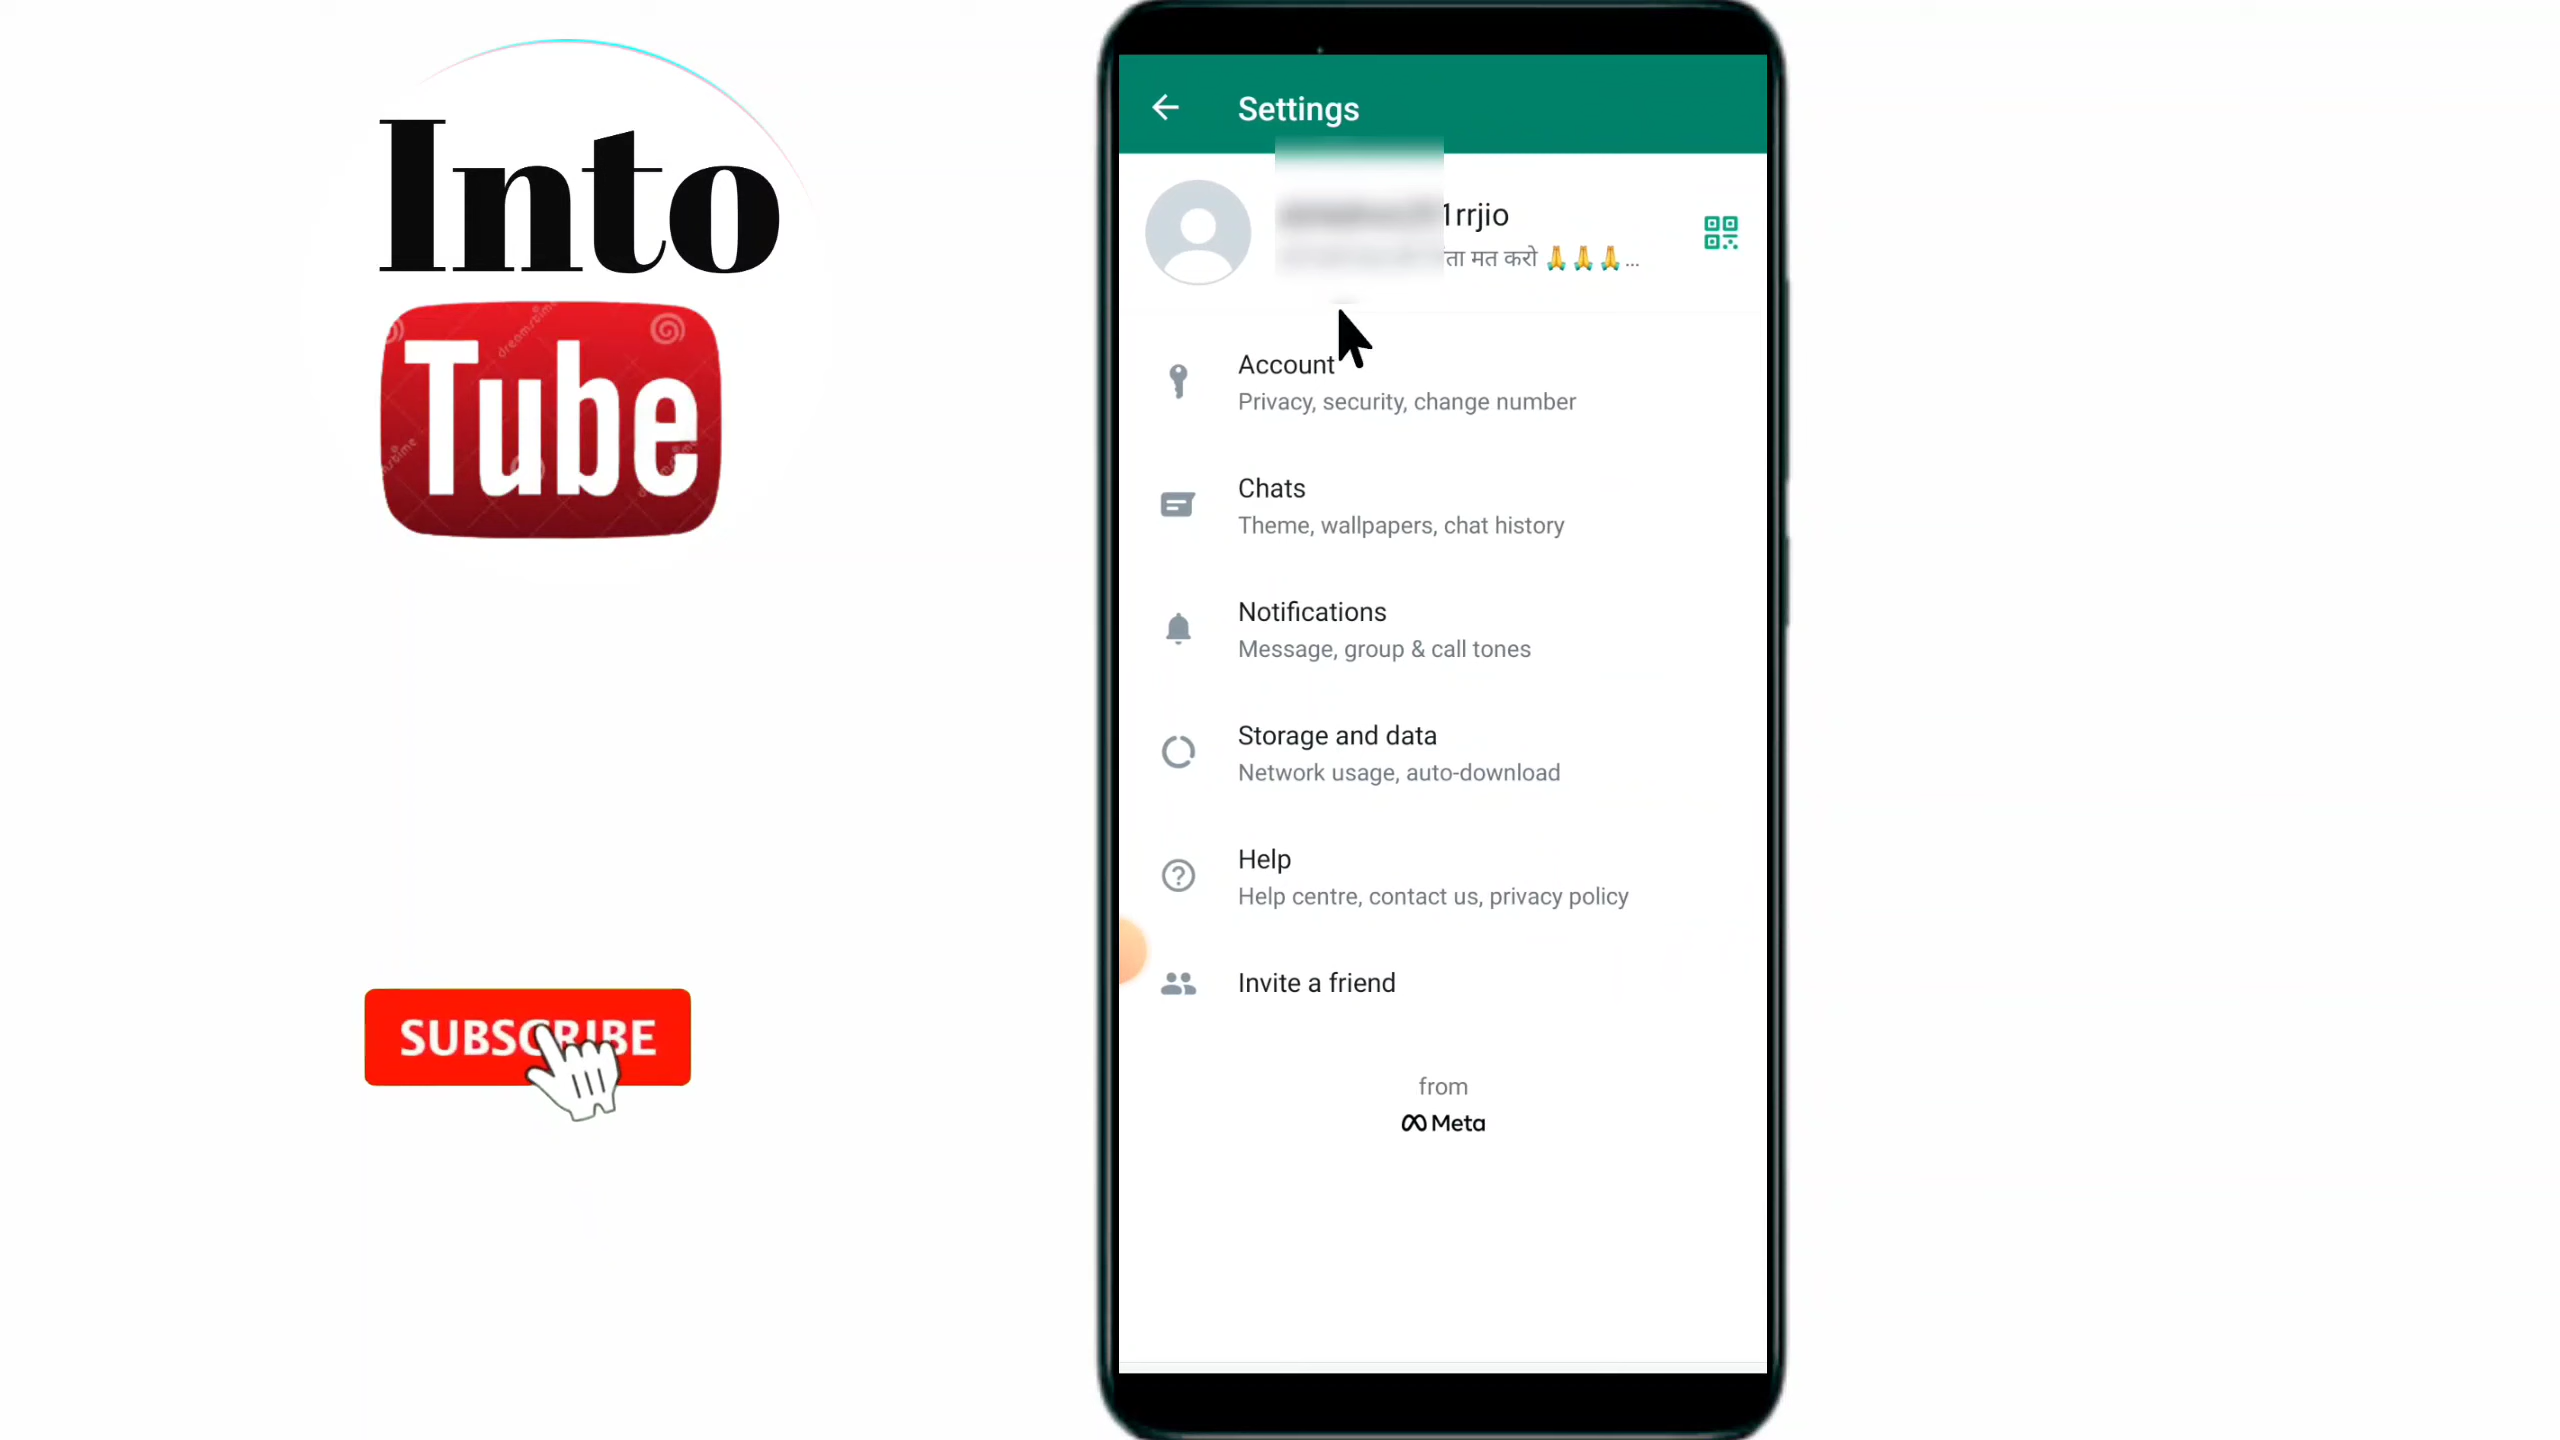 Into
Tube
SUBSCRIBE
Settings
1rrjio
ता मत करो 🙏🙏🙏...
Account
Privacy, security, change number
Chats
Theme, wallpapers, chat history
Notifications
Message, group & call tones
Storage and data
Network usage, auto-download
Help
Help centre, contact us, privacy policy
Invite a friend
from
Meta